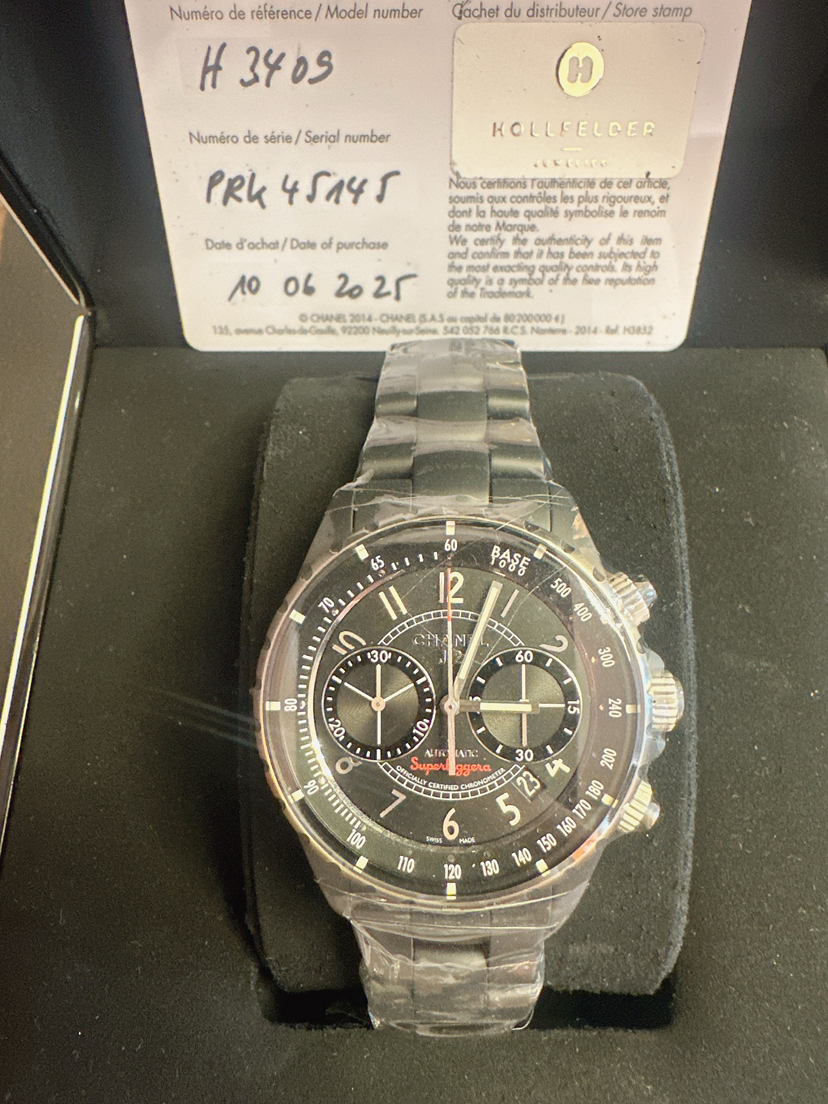 Numéro de référence / Model number
Cachet du distributeur / Store stamp
H 3409
H
HOLLFELDER
JUWELIER
Numéro de série / Serial number
PRK 45145
Nous certifions l'authenticité de cet article,
soumis aux contrôles les plus rigoureux, et
dont la haute qualité symbolise le renom
de notre Marque.
We certify the authenticity of this item
and confirm that it has been subjected to
the most exacting quality controls. Its high
quality is a symbol of the fine reputation
of the Trademark.
Date d'achat / Date of purchase
10 06 2025
© CHANEL 2014 - CHANEL (S.A.S au capital de 80 200 000 €)
135, avenue Charles-de-Gaulle, 92200 Neuilly-sur-Seine. 542 052 766 R.C.S. Nanterre - 2014 - Ref. H3852
60
BASE
1000
500
400
300
240
200
180
170
160
150
140
130
120
110
100
90
80
70
65
12
1
2
4
5
6
7
8
10
11
CHANEL
J12
30
10
20
60
15
30
AUTOMATIC
Superleggera
OFFICIALLY CERTIFIED CHRONOMETER
23
SWISS MADE